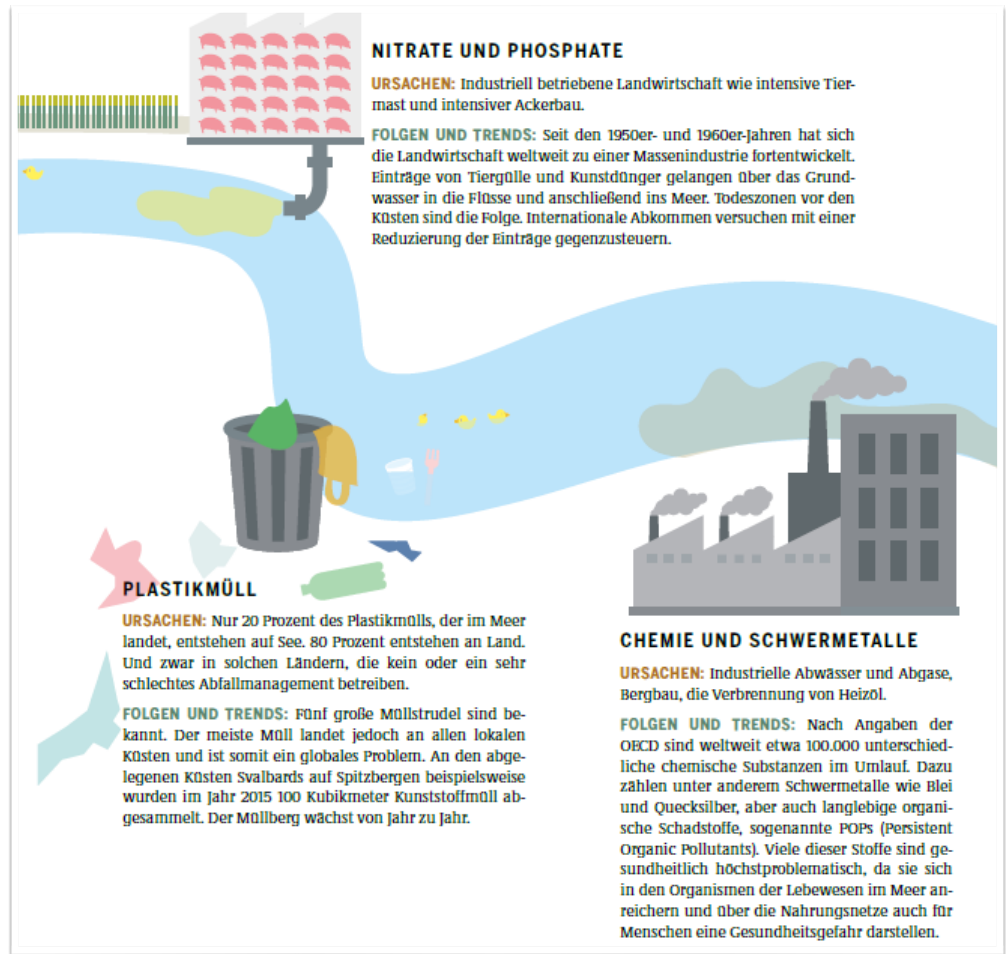 NITRATE UND PHOSPHATE
URSACHEN: Industriell betriebene Landwirtschaft wie intensive Tier-
mast und intensiver Ackerbau.
FOLGEN UND TRENDS: Seit den 1950er- und 1960er-Jahren hat sich
die Landwirtschaft weltweit zu einer Massenindustrie fortentwickelt.
Einträge von Tiergülle und Kunstdünger gelangen über das Grund-
wasser in die Flüsse und anschließend ins Meer. Todeszonen vor den
Küsten sind die Folge. Internationale Abkommen versuchen mit einer
Reduzierung der Einträge gegenzusteuern.
PLASTIKMÜLL
URSACHEN: Nur 20 Prozent des Plastikmülls, der im Meer
landet, entstehen auf See. 80 Prozent entstehen an Land.
Und zwar in solchen Ländern, die kein oder ein sehr
schlechtes Abfallmanagement betreiben.
FOLGEN UND TRENDS: Fünf große Müllstrudel sind be-
kannt. Der meiste Müll landet jedoch an allen lokalen
Küsten und ist somit ein globales Problem. An den abge-
legenen Küsten Svalbards auf Spitzbergen beispielsweise
wurden im Jahr 2015 100 Kubikmeter Kunststoffmüll ab-
gesammelt. Der Müllberg wächst von Jahr zu Jahr.
CHEMIE UND SCHWERMETALLE
URSACHEN: Industrielle Abwässer und Abgase,
Bergbau, die Verbrennung von Heizöl.
FOLGEN UND TRENDS: Nach Angaben der
OECD sind weltweit etwa 100.000 unterschied-
liche chemische Substanzen im Umlauf. Dazu
zählen unter anderem Schwermetalle wie Blei
und Quecksilber, aber auch langlebige organi-
sche Schadstoffe, sogenannte POPs (Persistent
Organic Pollutants). Viele dieser Stoffe sind ge-
sundheitlich höchstproblematisch, da sie sich
in den Organismen der Lebewesen im Meer an-
reichern und über die Nahrungsnetze auch für
Menschen eine Gesundheitsgefahr darstellen.